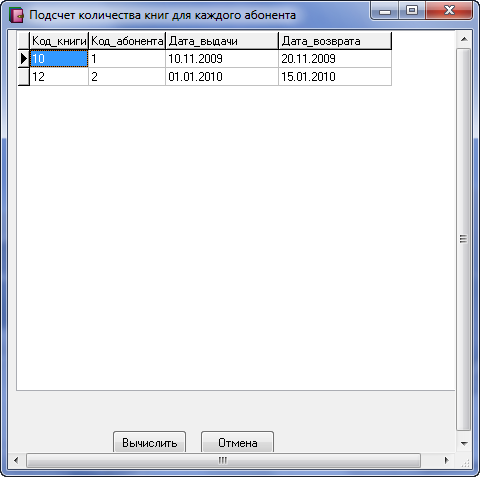 Подсчет количества книг для каждого абонента
Код_книги Код_абонента Дата_выдачи Дата_возврата
10 1 10.11.2009 20.11.2009
12 2 01.01.2010 15.01.2010
Вычислить Отмена